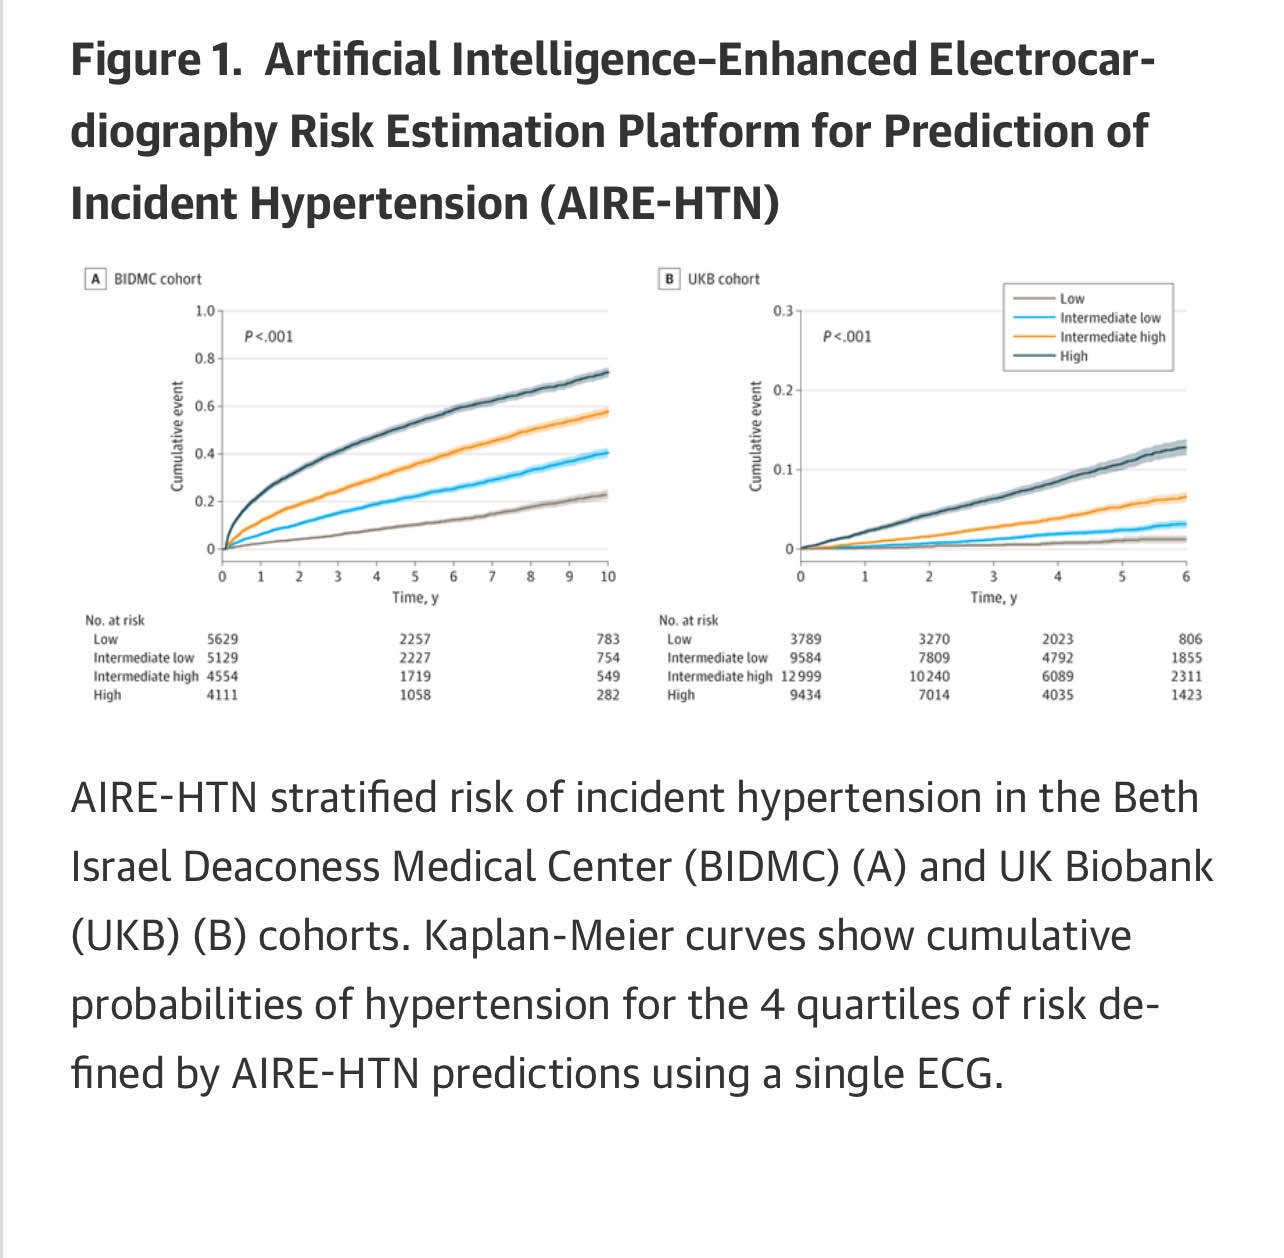 Figure 1. Artificial Intelligence–Enhanced Electrocar-
diography Risk Estimation Platform for Prediction of
Incident Hypertension (AIRE-HTN)
A BIDMC cohort
1.0
0.8
0.6
0.4
0.2
0
Cumulative event
P <.001
0 1 2 3 4 5 6 7 8 9 10
Time, y
No. at risk
Low 5629 2257 783
Intermediate low 5129 2227 754
Intermediate high 4554 1719 549
High 4111 1058 282
B UKB cohort
0.3
0.2
0.1
0
Cumulative event
P <.001
Low
Intermediate low
Intermediate high
High
0 1 2 3 4 5 6
Time, y
No. at risk
Low 3789 3270 2023 806
Intermediate low 9584 7809 4792 1855
Intermediate high 12999 10240 6089 2311
High 9434 7014 4035 1423
AIRE-HTN stratified risk of incident hypertension in the Beth
Israel Deaconess Medical Center (BIDMC) (A) and UK Biobank
(UKB) (B) cohorts. Kaplan-Meier curves show cumulative
probabilities of hypertension for the 4 quartiles of risk de-
fined by AIRE-HTN predictions using a single ECG.